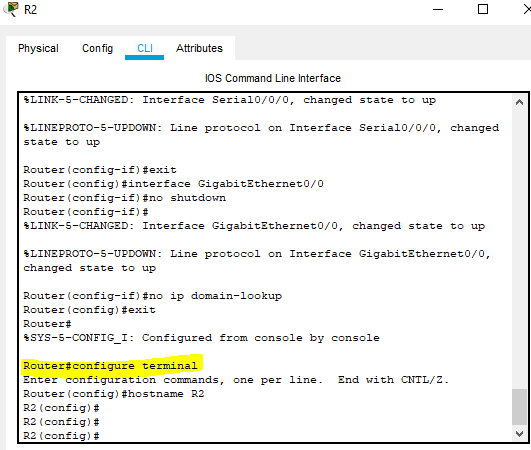 R2
Physical Config CLI Attributes
IOS Command Line Interface
%LINK-5-CHANGED: Interface Serial0/0/0, changed state to up
%LINEPROTO-5-UPDOWN: Line protocol on Interface Serial0/0/0, changed
state to up
Router(config-if)#exit
Router(config)#interface GigabitEthernet0/0
Router(config-if)#no shutdown
Router(config-if)#
%LINK-5-CHANGED: Interface GigabitEthernet0/0, changed state to up
%LINEPROTO-5-UPDOWN: Line protocol on Interface GigabitEthernet0/0,
changed state to up
Router(config-if)#no ip domain-lookup
Router(config)#exit
Router#
%SYS-5-CONFIG_I: Configured from console by console
Router#configure terminal
Enter configuration commands, one per line.  End with CNTL/Z.
Router(config)#hostname R2
R2(config)#
R2(config)#
R2(config)#